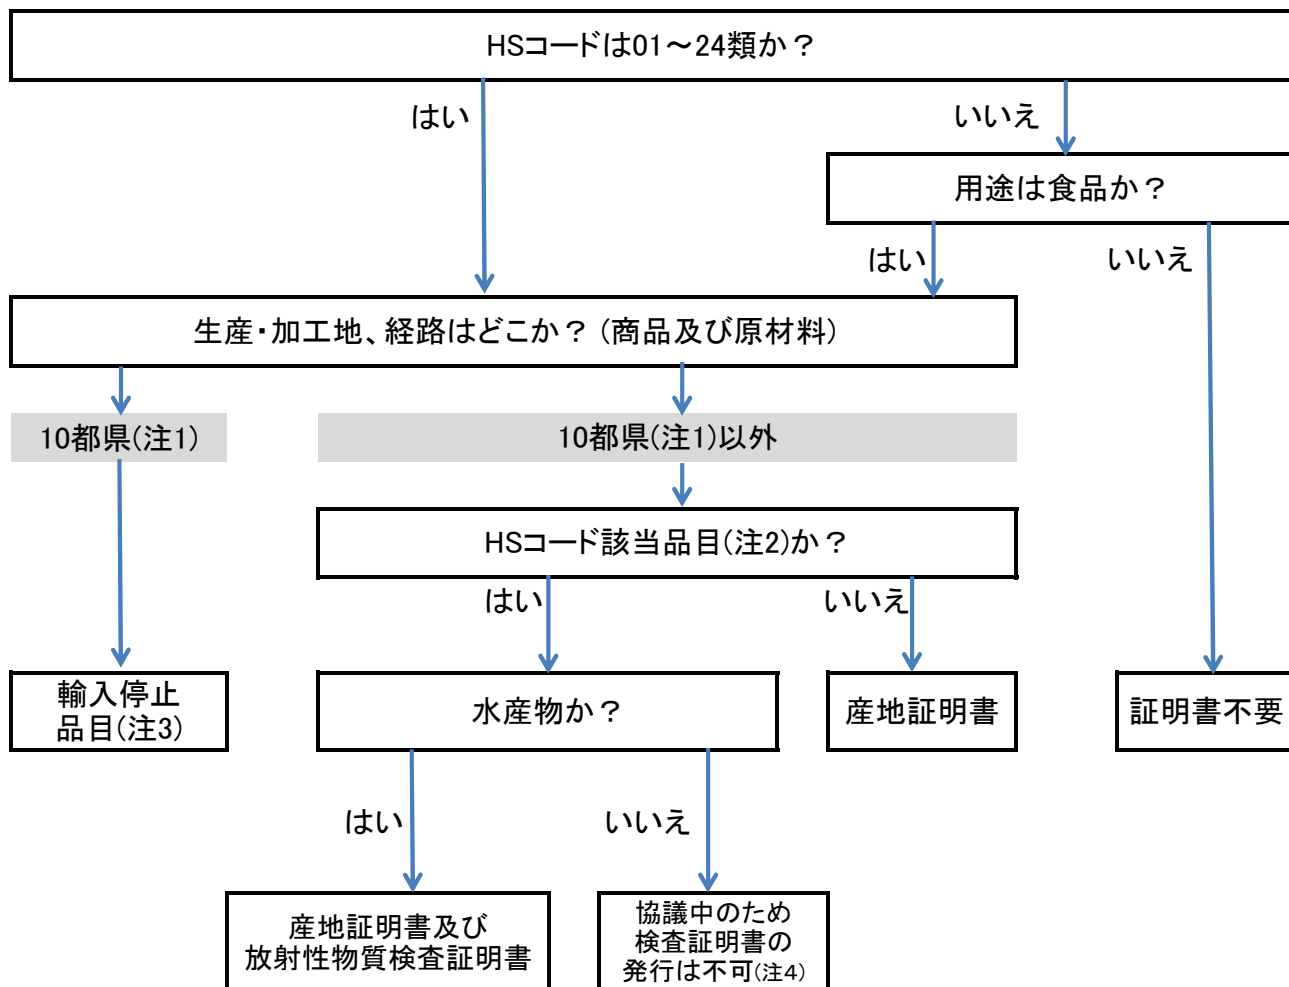 HSコードは01～24類か？
はい
いいえ
用途は食品か？
はい
いいえ
生産・加工地、経路はどこか？（商品及び原材料）
10都県(注1)
10都県(注1)以外
HSコード該当品目(注2)か？
はい
いいえ
輸入停止
品目(注3)
水産物か？
産地証明書
証明書不要
はい
いいえ
産地証明書及び
放射性物質検査証明書
協議中のため
検査証明書の
発行は不可(注4)